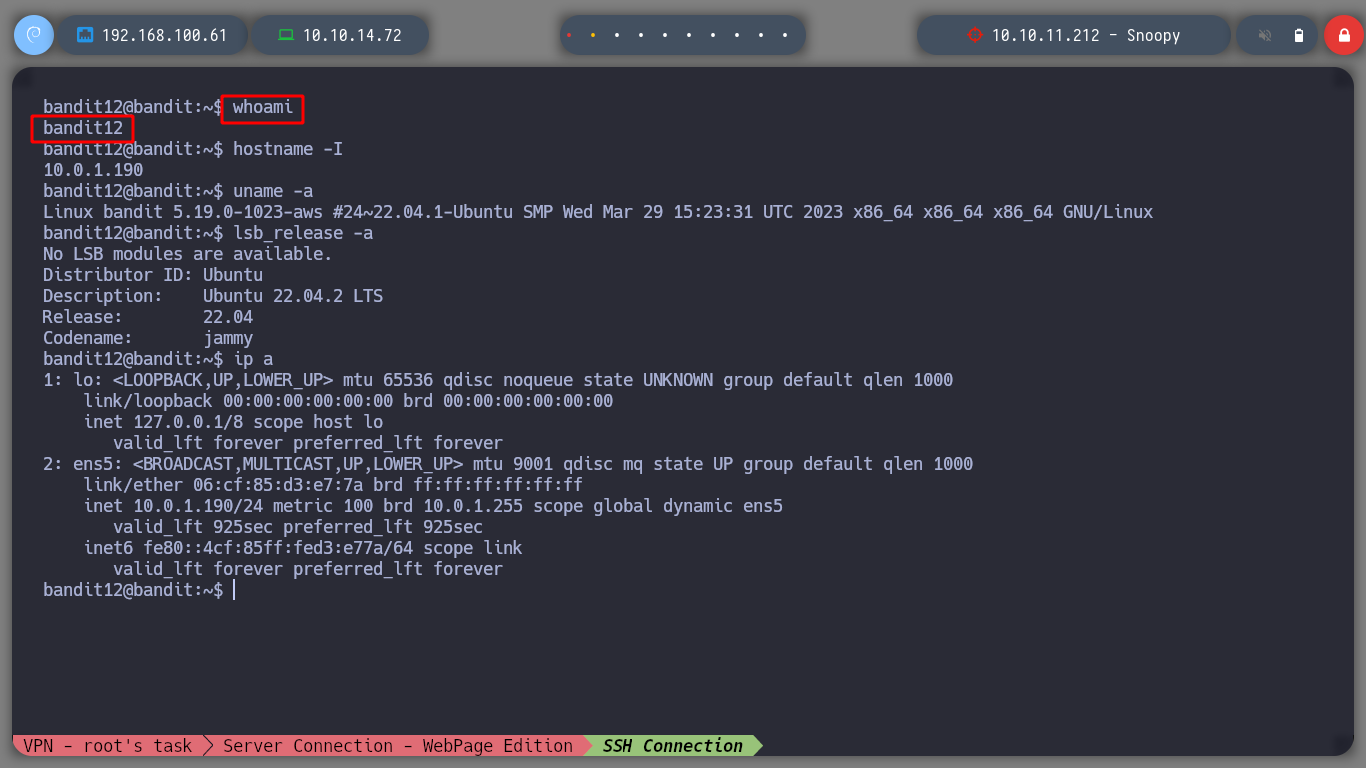 192.168.100.61 10.10.14.72 10.10.11.212 - Snoopy
bandit12@bandit:~$ whoami
bandit12
bandit12@bandit:~$ hostname -I
10.0.1.190
bandit12@bandit:~$ uname -a
Linux bandit 5.19.0-1023-aws #24~22.04.1-Ubuntu SMP Wed Mar 29 15:23:31 UTC 2023 x86_64 x86_64 x86_64 GNU/Linux
bandit12@bandit:~$ lsb_release -a
No LSB modules are available.
Distributor ID: Ubuntu
Description:    Ubuntu 22.04.2 LTS
Release:        22.04
Codename:       jammy
bandit12@bandit:~$ ip a
1: lo: <LOOPBACK,UP,LOWER_UP> mtu 65536 qdisc noqueue state UNKNOWN group default qlen 1000
    link/loopback 00:00:00:00:00:00 brd 00:00:00:00:00:00
    inet 127.0.0.1/8 scope host lo
       valid_lft forever preferred_lft forever
2: ens5: <BROADCAST,MULTICAST,UP,LOWER_UP> mtu 9001 qdisc mq state UP group default qlen 1000
    link/ether 06:cf:85:d3:e7:7a brd ff:ff:ff:ff:ff:ff
    inet 10.0.1.190/24 metric 100 brd 10.0.1.255 scope global dynamic ens5
       valid_lft 925sec preferred_lft 925sec
    inet6 fe80::4cf:85ff:fed3:e77a/64 scope link
       valid_lft forever preferred_lft forever
bandit12@bandit:~$
VPN - root's task Server Connection - WebPage Edition SSH Connection